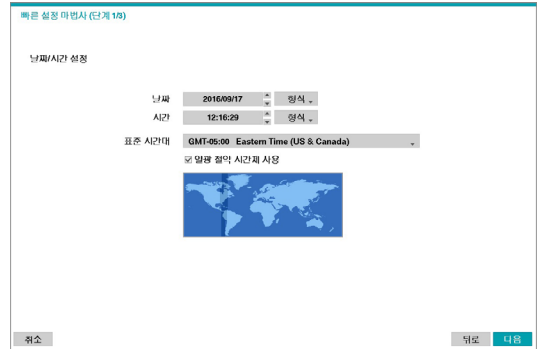 빠른 설정 마법사 (단계 1/3)
날짜/시간 설정
날짜 2016/09/17 형식
시간 12:16:29 형식
표준 시간대 GMT-05:00 Eastern Time (US & Canada)
일광 절약 시간제 사용
취소 뒤로 다음